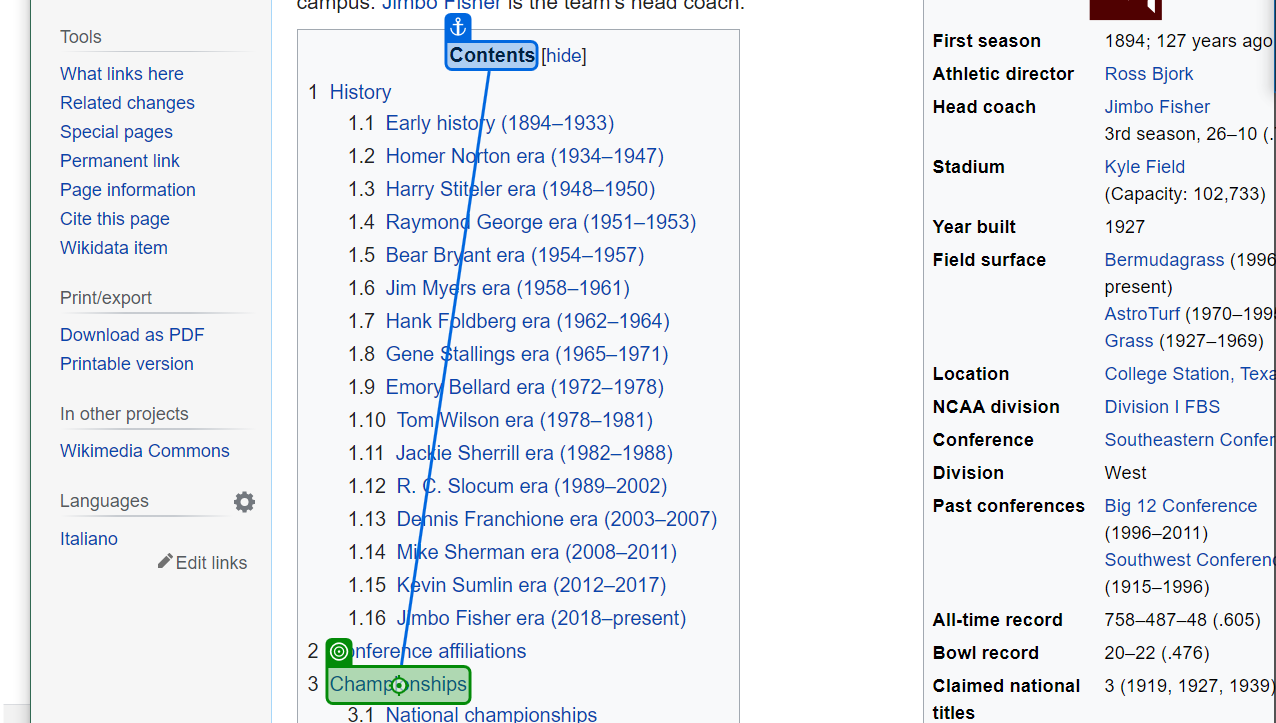 campus. Jimbo Fisher is the team's head coach.
Tools
What links here
Related changes
Special pages
Permanent link
Page information
Cite this page
Wikidata item
Print/export
Download as PDF
Printable version
In other projects
Wikimedia Commons
Languages
Italiano
Edit links
Contents [hide]
1 History
1.1 Early history (1894–1933)
1.2 Homer Norton era (1934–1947)
1.3 Harry Stiteler era (1948–1950)
1.4 Raymond George era (1951–1953)
1.5 Bear Bryant era (1954–1957)
1.6 Jim Myers era (1958–1961)
1.7 Hank Foldberg era (1962–1964)
1.8 Gene Stallings era (1965–1971)
1.9 Emory Bellard era (1972–1978)
1.10 Tom Wilson era (1978–1981)
1.11 Jackie Sherrill era (1982–1988)
1.12 R. C. Slocum era (1989–2002)
1.13 Dennis Franchione era (2003–2007)
1.14 Mike Sherman era (2008–2011)
1.15 Kevin Sumlin era (2012–2017)
1.16 Jimbo Fisher era (2018–present)
2 Conference affiliations
3 Championships
3.1 National championships
First season 1894; 127 years ago
Athletic director Ross Bjork
Head coach Jimbo Fisher
3rd season, 26–10 (.
Stadium Kyle Field
(Capacity: 102,733)
Year built 1927
Field surface Bermudagrass (1996
present)
AstroTurf (1970–199
Grass (1927–1969)
Location College Station, Texa
NCAA division Division I FBS
Conference Southeastern Confer
Division West
Past conferences Big 12 Conference
(1996–2011)
Southwest Conferenc
(1915–1996)
All-time record 758–487–48 (.605)
Bowl record 20–22 (.476)
Claimed national 3 (1919, 1927, 1939)
titles